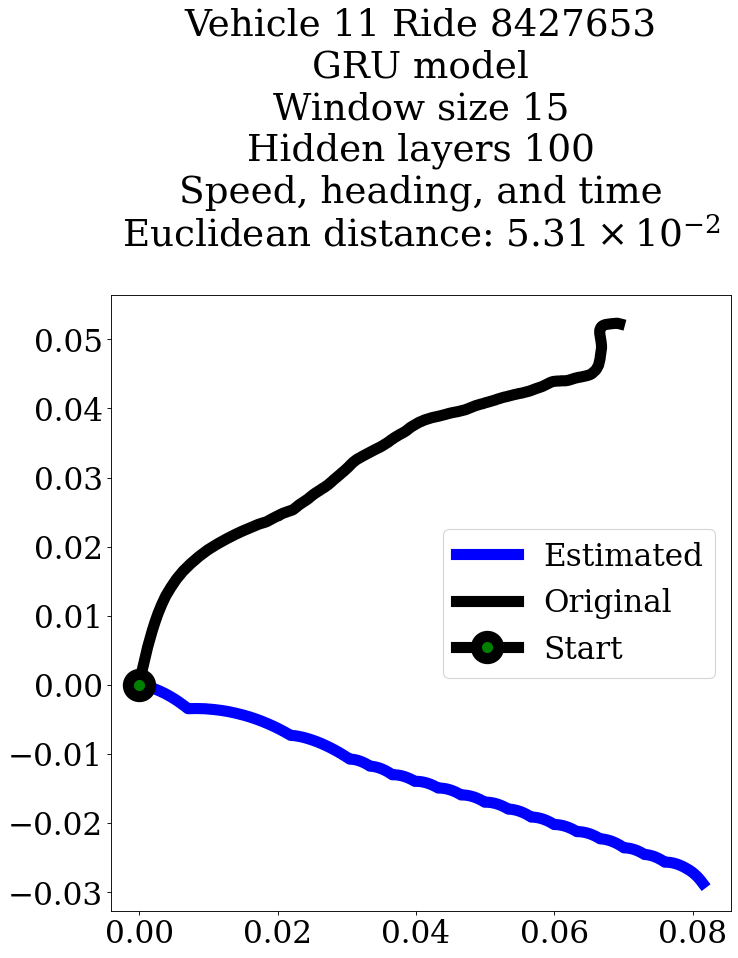 Vehicle 11 Ride 8427653
GRU model
Window size 15
Hidden layers 100
Speed, heading, and time
Euclidean distance: 5.31 × 10⁻²
0.05
0.04
0.03
0.02
0.01
0.00
−0.01
−0.02
−0.03
Estimated
Original
Start
0.00 0.02 0.04 0.06 0.08